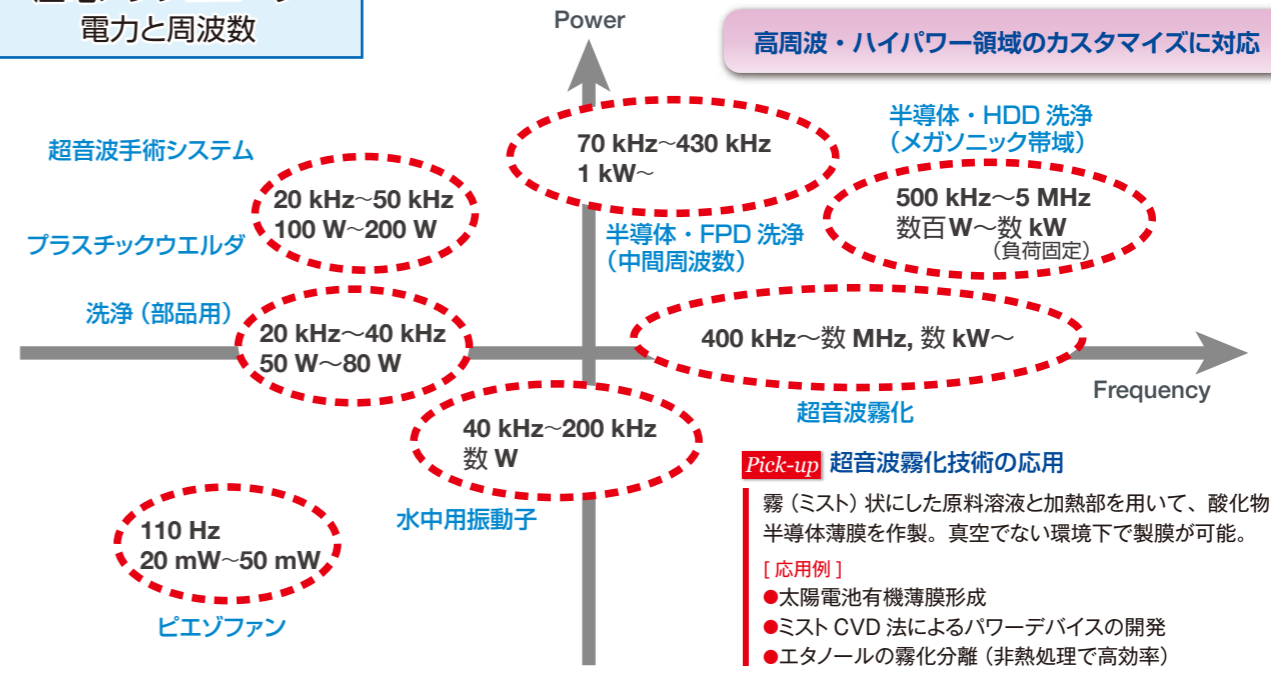 電力と周波数
Power
高周波・ハイパワー領域のカスタマイズに対応
超音波手術システム
プラスチックウエルダ
20 kHz～50 kHz
100 W～200 W
70 kHz～430 kHz
1 kW～
半導体・FPD 洗浄
（中間周波数）
半導体・HDD 洗浄
（メガソニック帯域）
500 kHz～5 MHz
数百 W～数 kW
（負荷固定）
洗浄（部品用）
20 kHz～40 kHz
50 W～80 W
400 kHz～数 MHz, 数 kW～
Frequency
超音波霧化
40 kHz～200 kHz
数 W
水中用振動子
110 Hz
20 mW～50 mW
ピエゾファン
Pick-up 超音波霧化技術の応用
霧（ミスト）状にした原料溶液と加熱部を用いて、酸化物
半導体薄膜を作製。真空でない環境下で製膜が可能。
[ 応用例 ]
●太陽電池有機薄膜形成
●ミスト CVD 法によるパワーデバイスの開発
●エタノールの霧化分離（非熱処理で高効率）